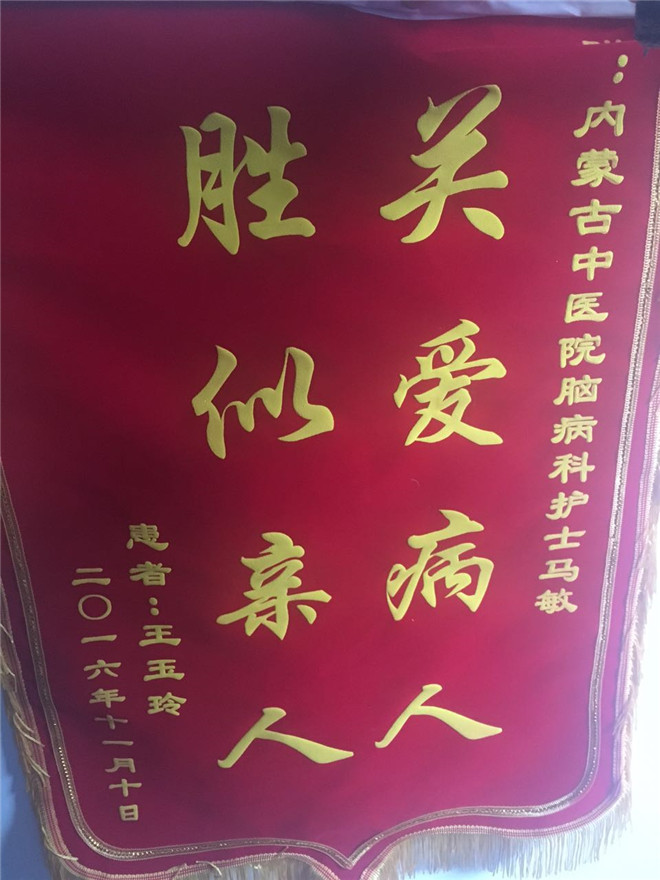 ：内蒙古中医院脑病科护士马敏
关爱病人
胜似亲人
患者：王玉玲
二〇一六年十一月十日